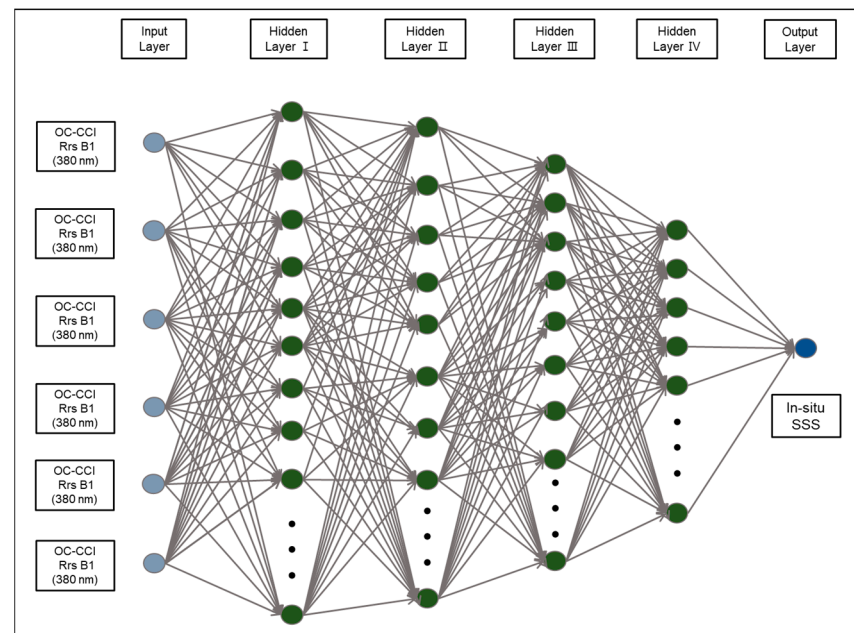 Input
Layer
Hidden
Layer Ⅰ
Hidden
Layer Ⅱ
Hidden
Layer Ⅲ
Hidden
Layer Ⅳ
Output
Layer
OC-CCI
Rrs B1
(380 nm)
OC-CCI
Rrs B1
(380 nm)
OC-CCI
Rrs B1
(380 nm)
OC-CCI
Rrs B1
(380 nm)
OC-CCI
Rrs B1
(380 nm)
OC-CCI
Rrs B1
(380 nm)
In-situ
SSS